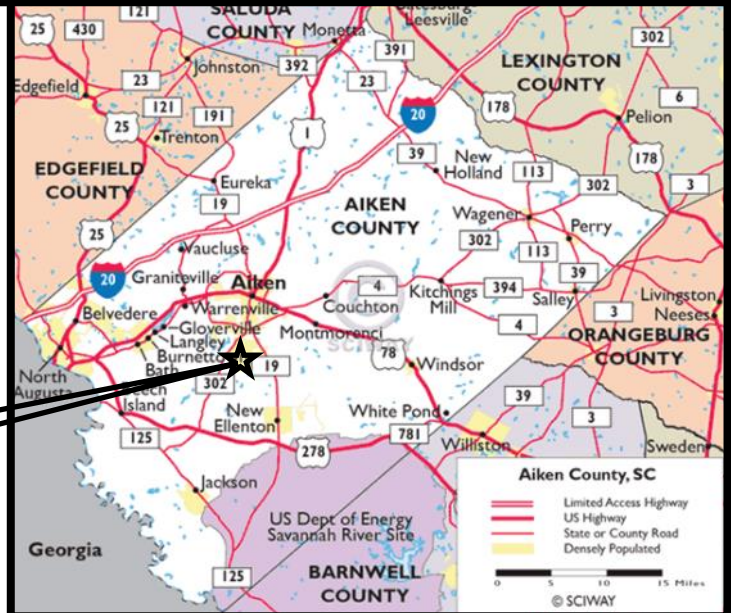 121
SALUDA
COUNTY
Monetta
Leesville
25
430
392
391
302
Johnston
23
23
LEXINGTON
COUNTY
Edgefield
121
191
20
178
6
25
Trenton
1
Pelion
39
New
Holland
178
EDGEFIELD
COUNTY
Eureka
113
302
3
19
AIKEN
COUNTY
Wagener
Perry
25
302
113
Vaucluse
39
20
Graniteville
Aiken
4
Kitchings
Mill
394
Salley
Livingston
Neeses
Couchton
3
Belvedere
Warrenville
4
Gloverville
Montmorenci
ORANGEBURG
COUNTY
Langley
SCIWAY
Burnetto
78
Bath
19
Windsor
North
Augusta
302
39
Beech
Island
New
Ellenton
White Pond
3
125
781
Williston
278
Sweden
Jackson
Aiken County, SC
Limited Access Highway
US Highway
State or County Road
Densely Populated
US Dept of Energy
Savannah River Site
Georgia
125
BARNWELL
COUNTY
0 5 10 15 Miles
© SCIWAY